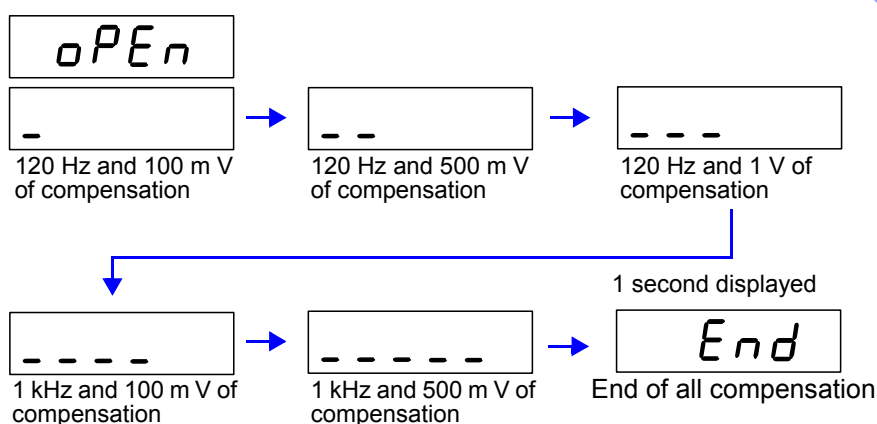 oPEn
_
_ _
_ _ _
120 Hz and 100 m V
of compensation
120 Hz and 500 m V
of compensation
120 Hz and 1 V of
compensation
1 second displayed
_ _ _ _
_ _ _ _ _
End
1 kHz and 100 m V of
compensation
1 kHz and 500 m V of
compensation
End of all compensation